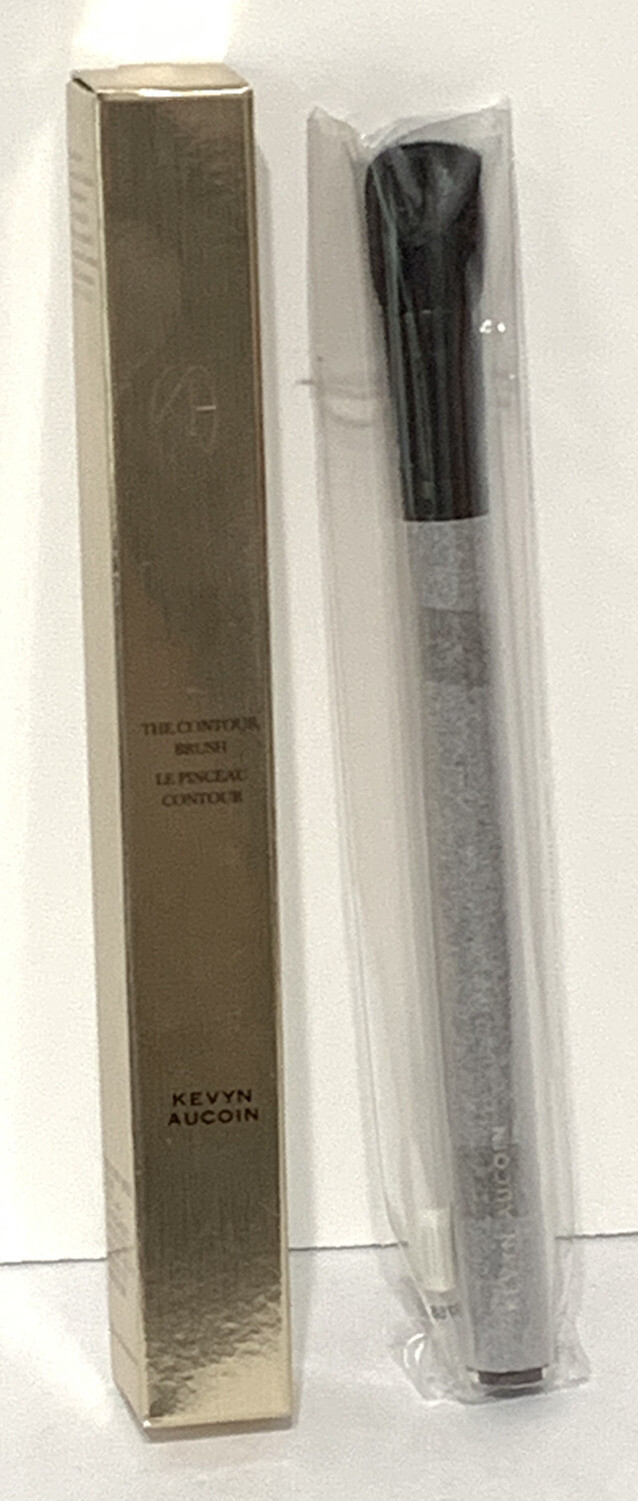 THE CONTOUR
BRUSH
LE PINCEAU
CONTOUR
KEVYN
AUCOIN
KEVYN AUCOIN